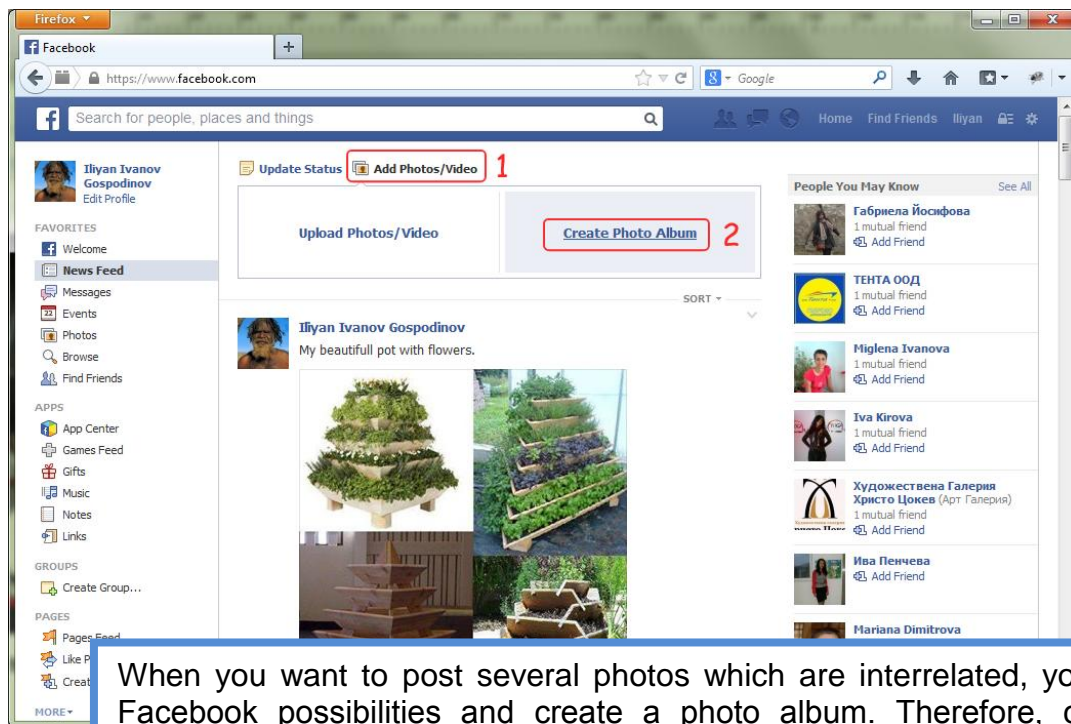 Firefox
Facebook
https://www.facebook.com
Google
Search for people, places and things
Home Find Friends Iliyan
Iliyan Ivanov
Gospodinov
Edit Profile
FAVORITES
Welcome
News Feed
Messages
22 Events
Photos
Browse
Find Friends
APPS
App Center
Games Feed
Gifts
Music
Notes
Links
GROUPS
Create Group...
PAGES
Pages Feed
Like P
Creat
MORE
Update Status Add Photos/Video 1
Upload Photos/Video
Create Photo Album 2
SORT
Iliyan Ivanov Gospodinov
My beautifull pot with flowers.
People You May Know See All
Габриела Йосифова
1 mutual friend
Add Friend
ТЕНТА ООД
1 mutual friend
Add Friend
Miglena Ivanova
1 mutual friend
Add Friend
Iva Kirova
1 mutual friend
Add Friend
Художествена Галерия
Христо Цокев (Арт Галерия)
1 mutual friend
Add Friend
Ива Пенчева
Add Friend
Mariana Dimitrova
When you want to post several photos which are interrelated, yo
Facebook possibilities and create a photo album. Therefore,